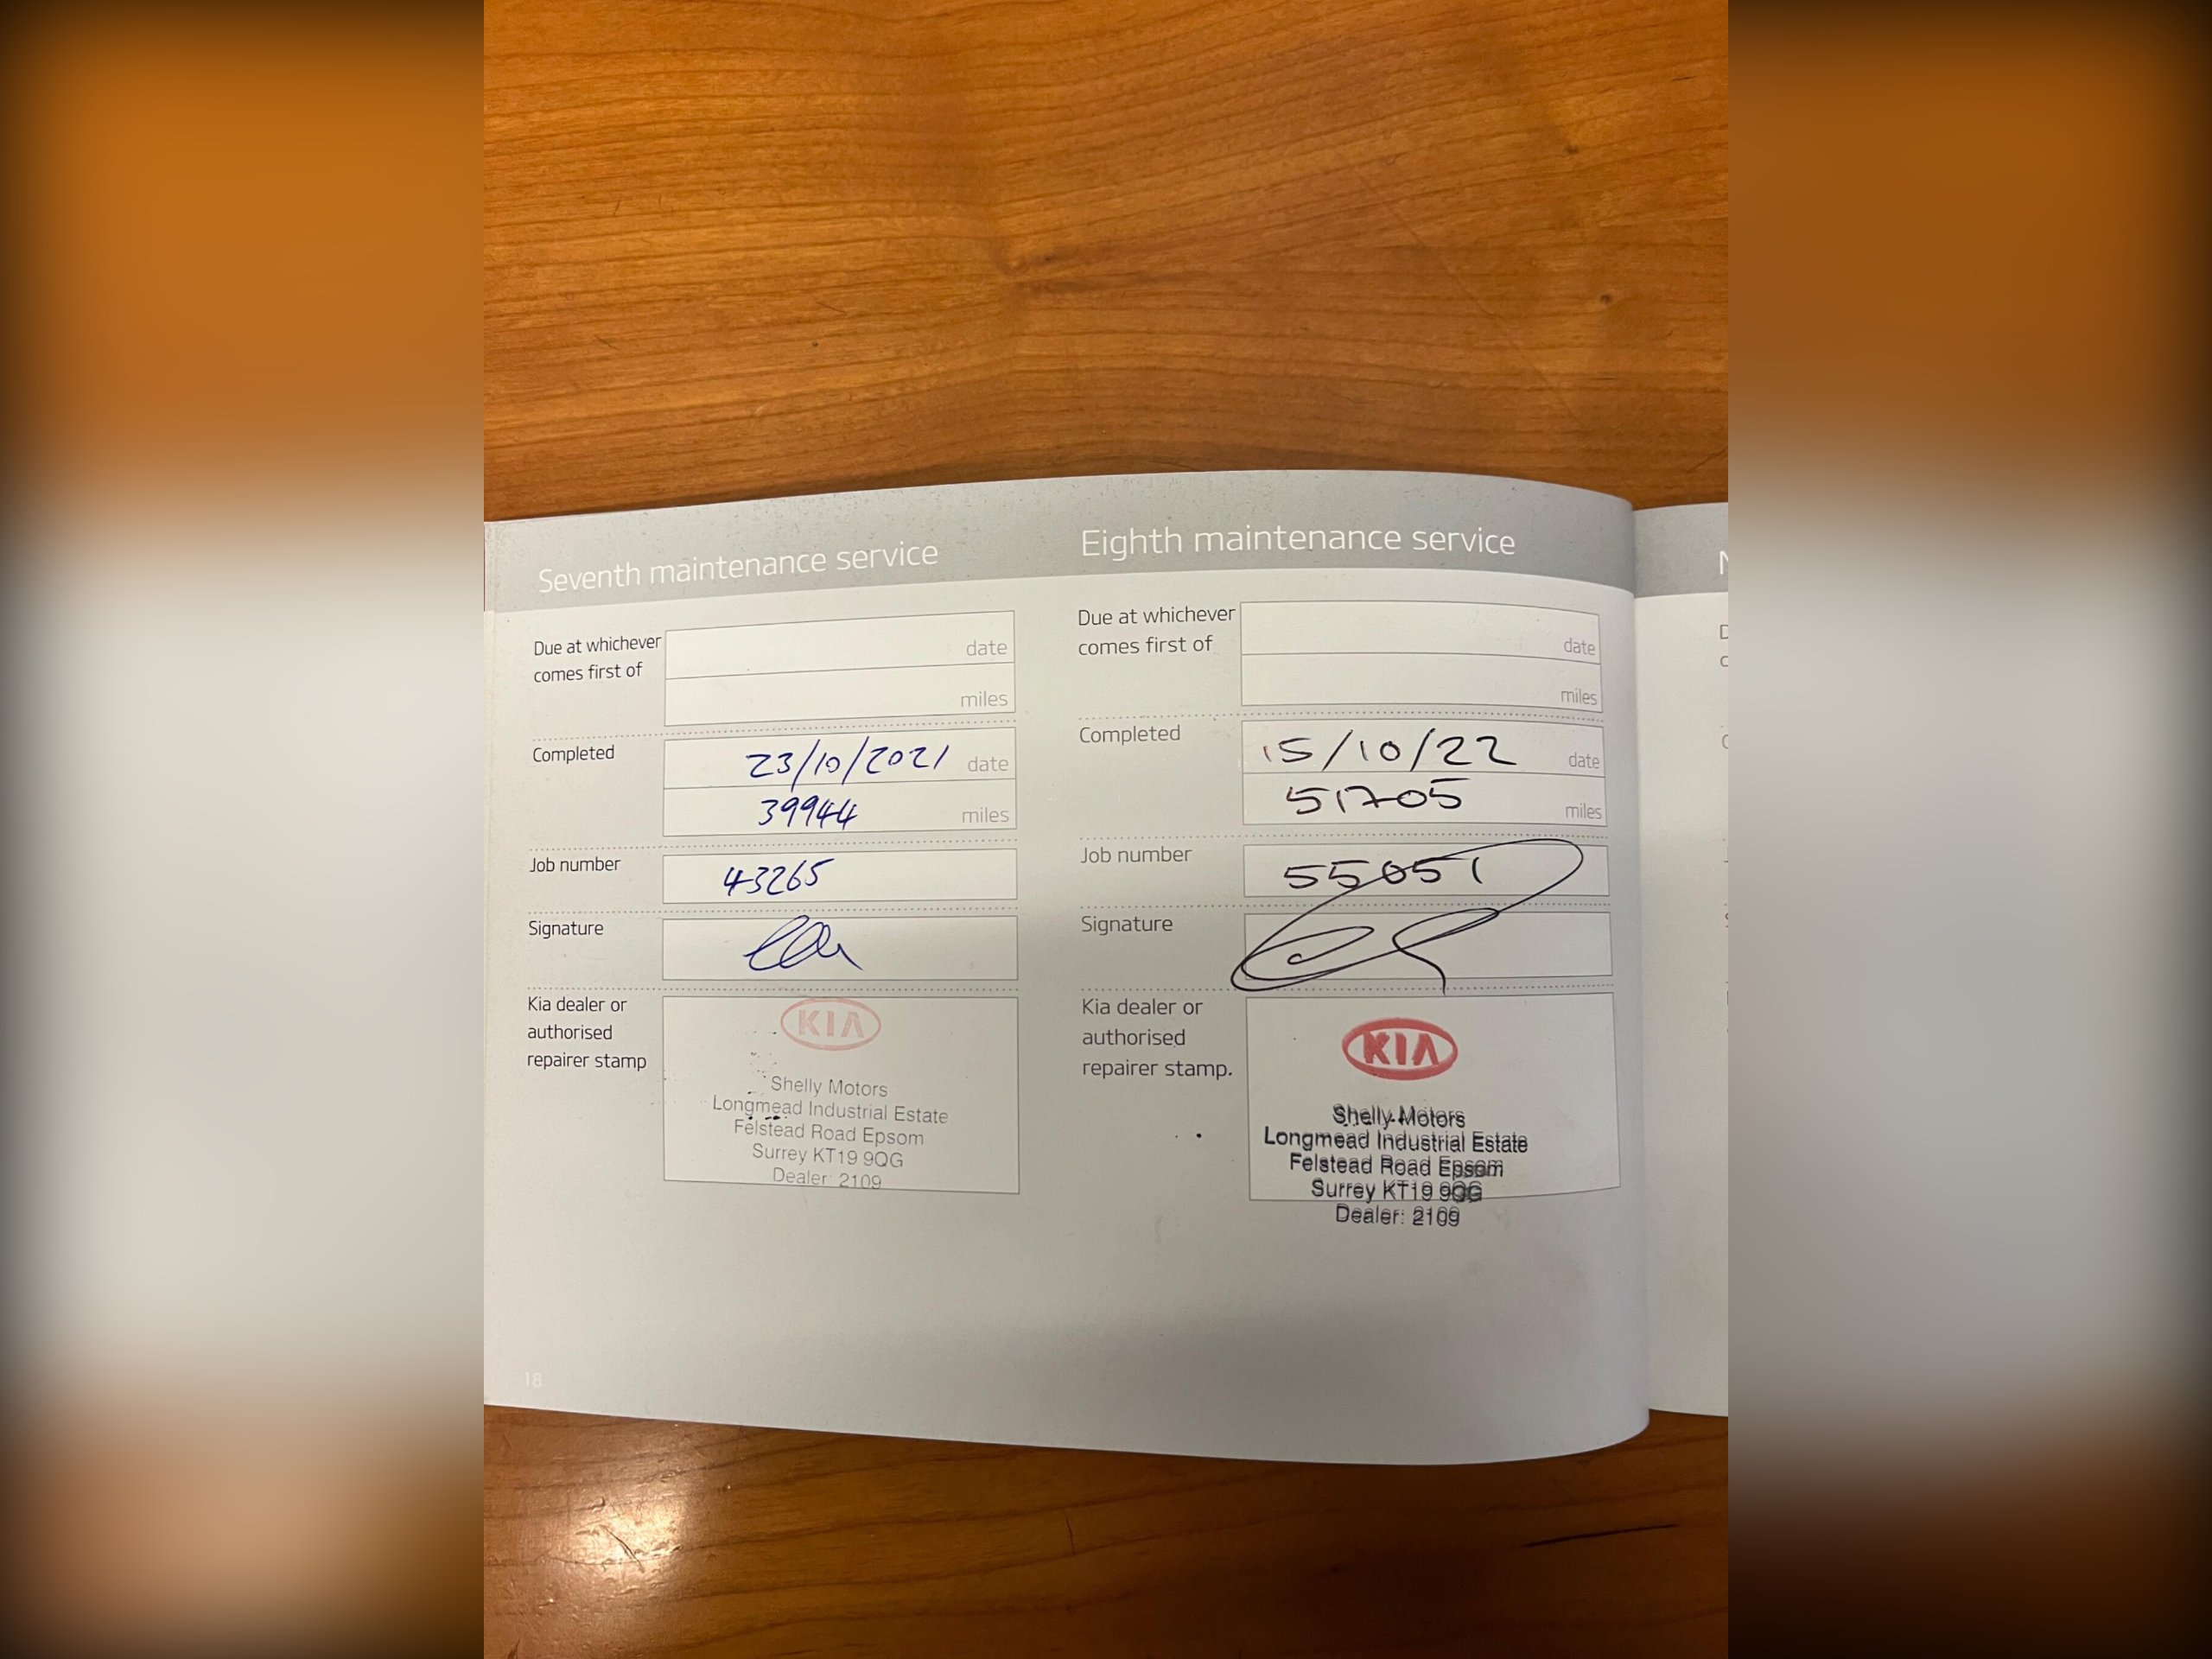 Seventh maintenance service
Due at whichever
comes first of
date
miles
Completed
23/10/2021 date
39944 miles
Job number
43265
Signature
Kia dealer or
authorised
repairer stamp
KIA
Shelly Motors
Longmead Industrial Estate
Felstead Road Epsom
Surrey KT19 9QG
Dealer: 2109
18
Eighth maintenance service
Due at whichever
comes first of
date
miles
Completed
15/10/22 date
51705 miles
Job number
55051
Signature
Kia dealer or
authorised
repairer stamp.
KIA
Shelly Motors
Longmead Industrial Estate
Felstead Road Epsom
Surrey KT19 9QG
Dealer: 2109